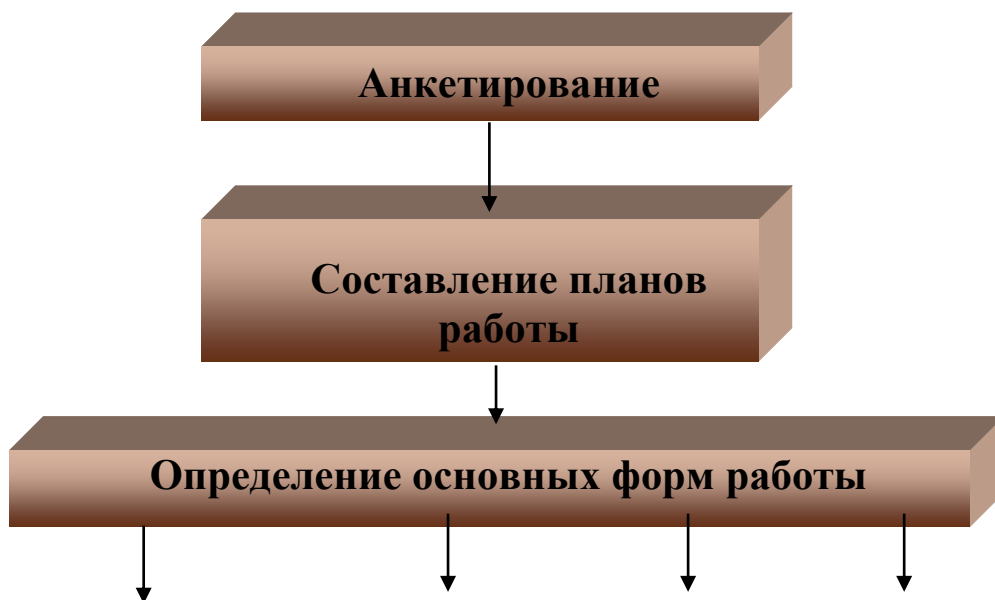 Анкетирование
Составление планов
работы
Определение основных форм работы